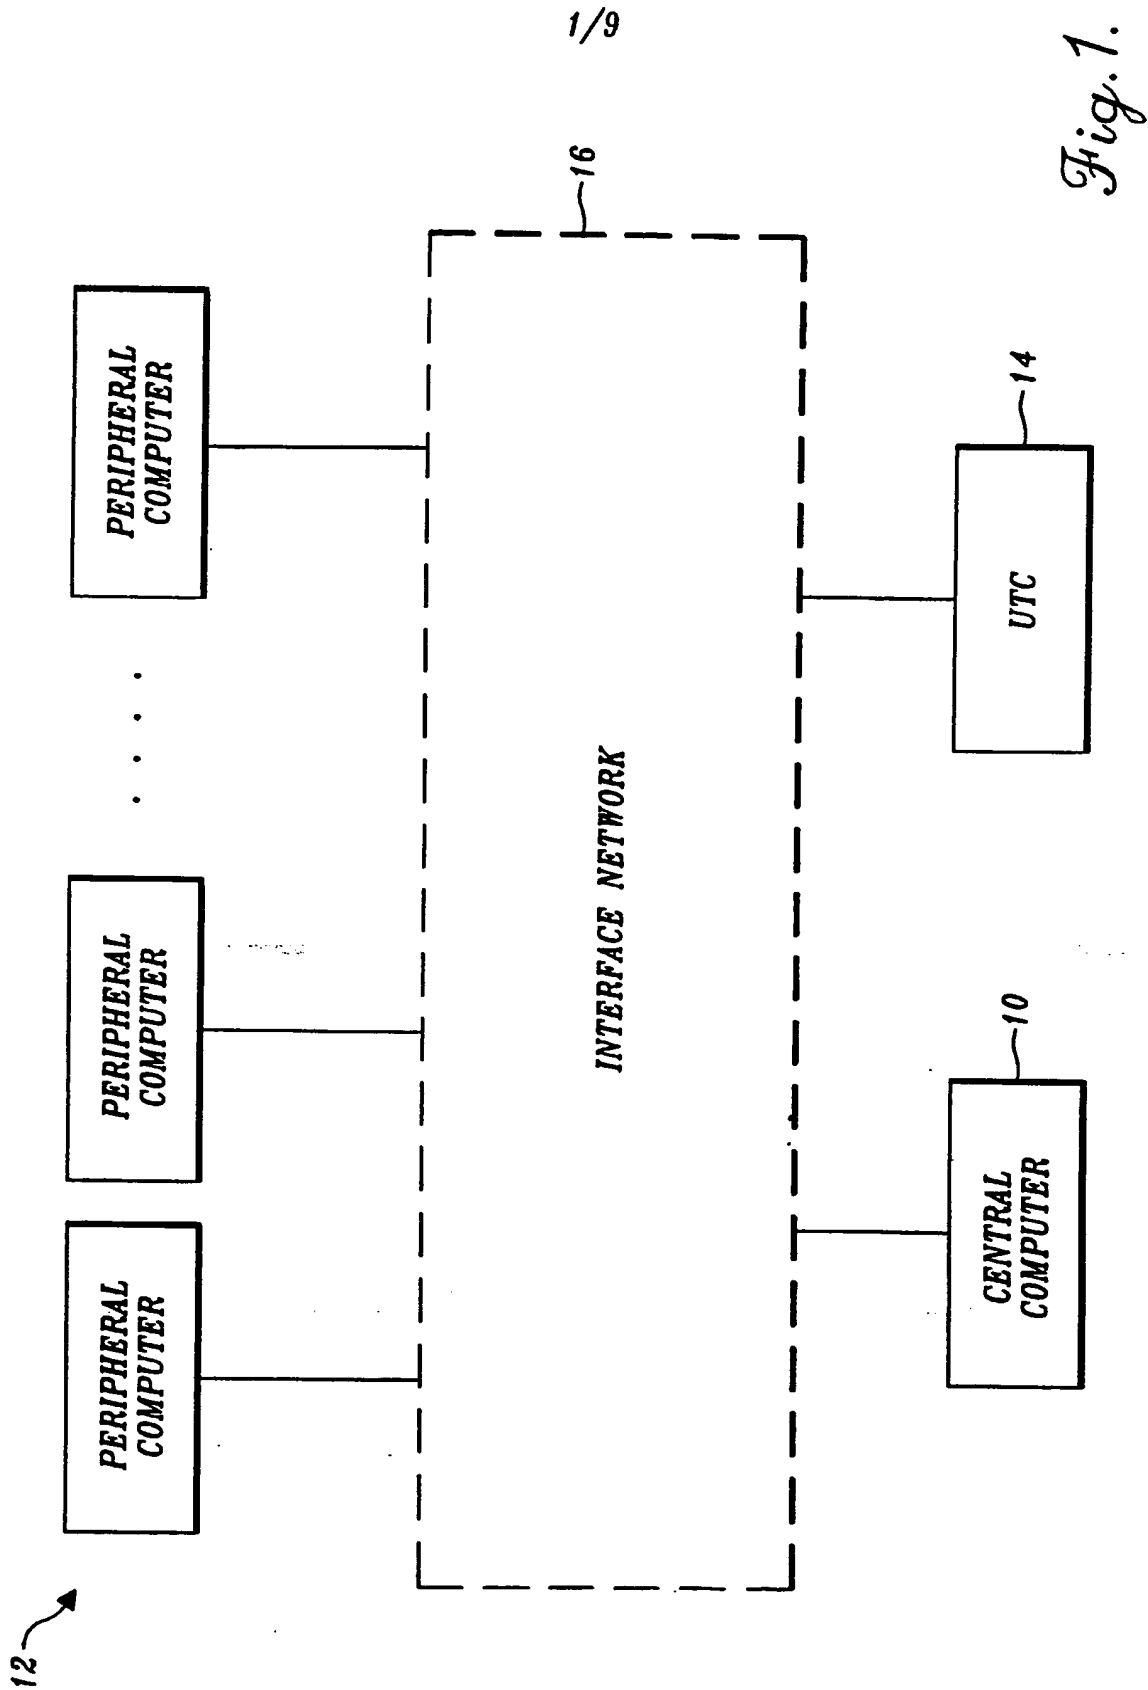 1/9
12
PERIPHERAL
COMPUTER
PERIPHERAL
COMPUTER
. . . .
PERIPHERAL
COMPUTER
INTERFACE NETWORK
16
CENTRAL
COMPUTER
10
UTC
14
Fig. 1.